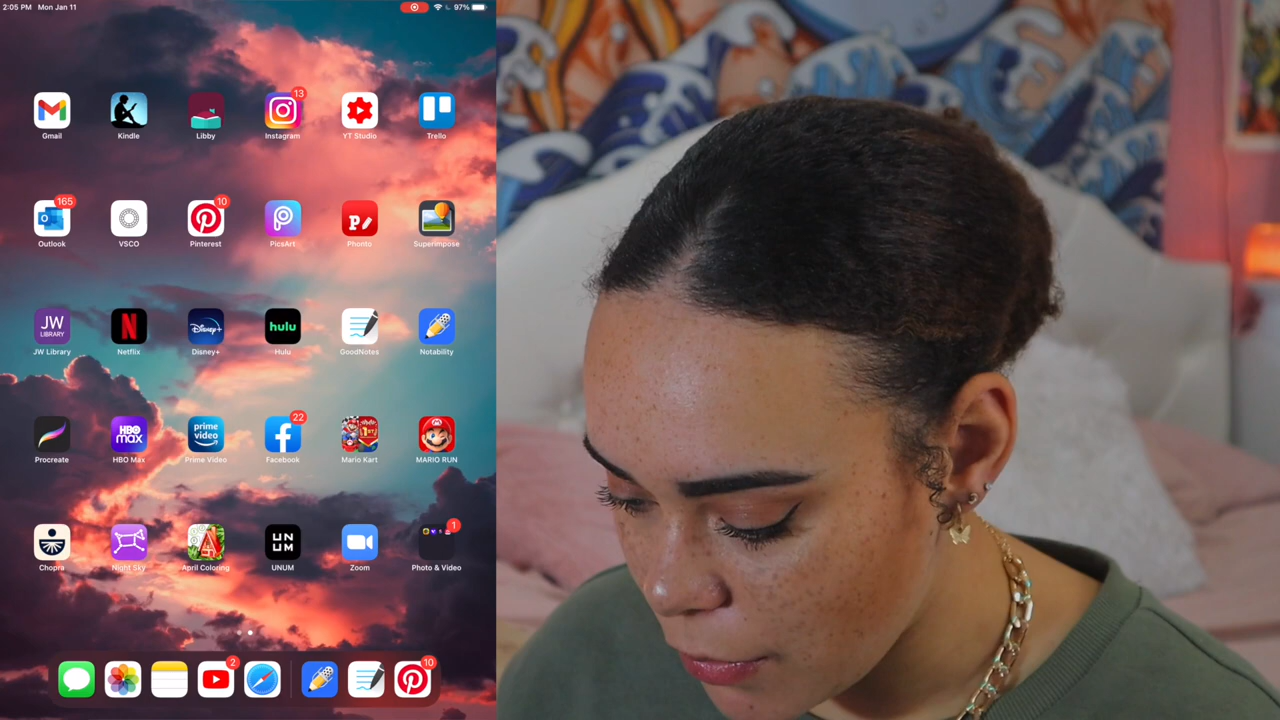 2:05 PM Mon Jan 11
97%
13
Gmail Kindle Libby Instagram YT Studio Trello
165 10
Outlook VSCO Pinterest PicsArt Phonto Superimpose
JW
LIBRARY
N
Disney+
hulu
JW Library Netflix Disney+ Hulu GoodNotes Notability
HBO
max
prime
video
22
Procreate HBO Max Prime Video Facebook Mario Kart MARIO RUN
A
UN
UM
1
Chopra Night Sky April Coloring UNUM Zoom Photo & Video
2 10